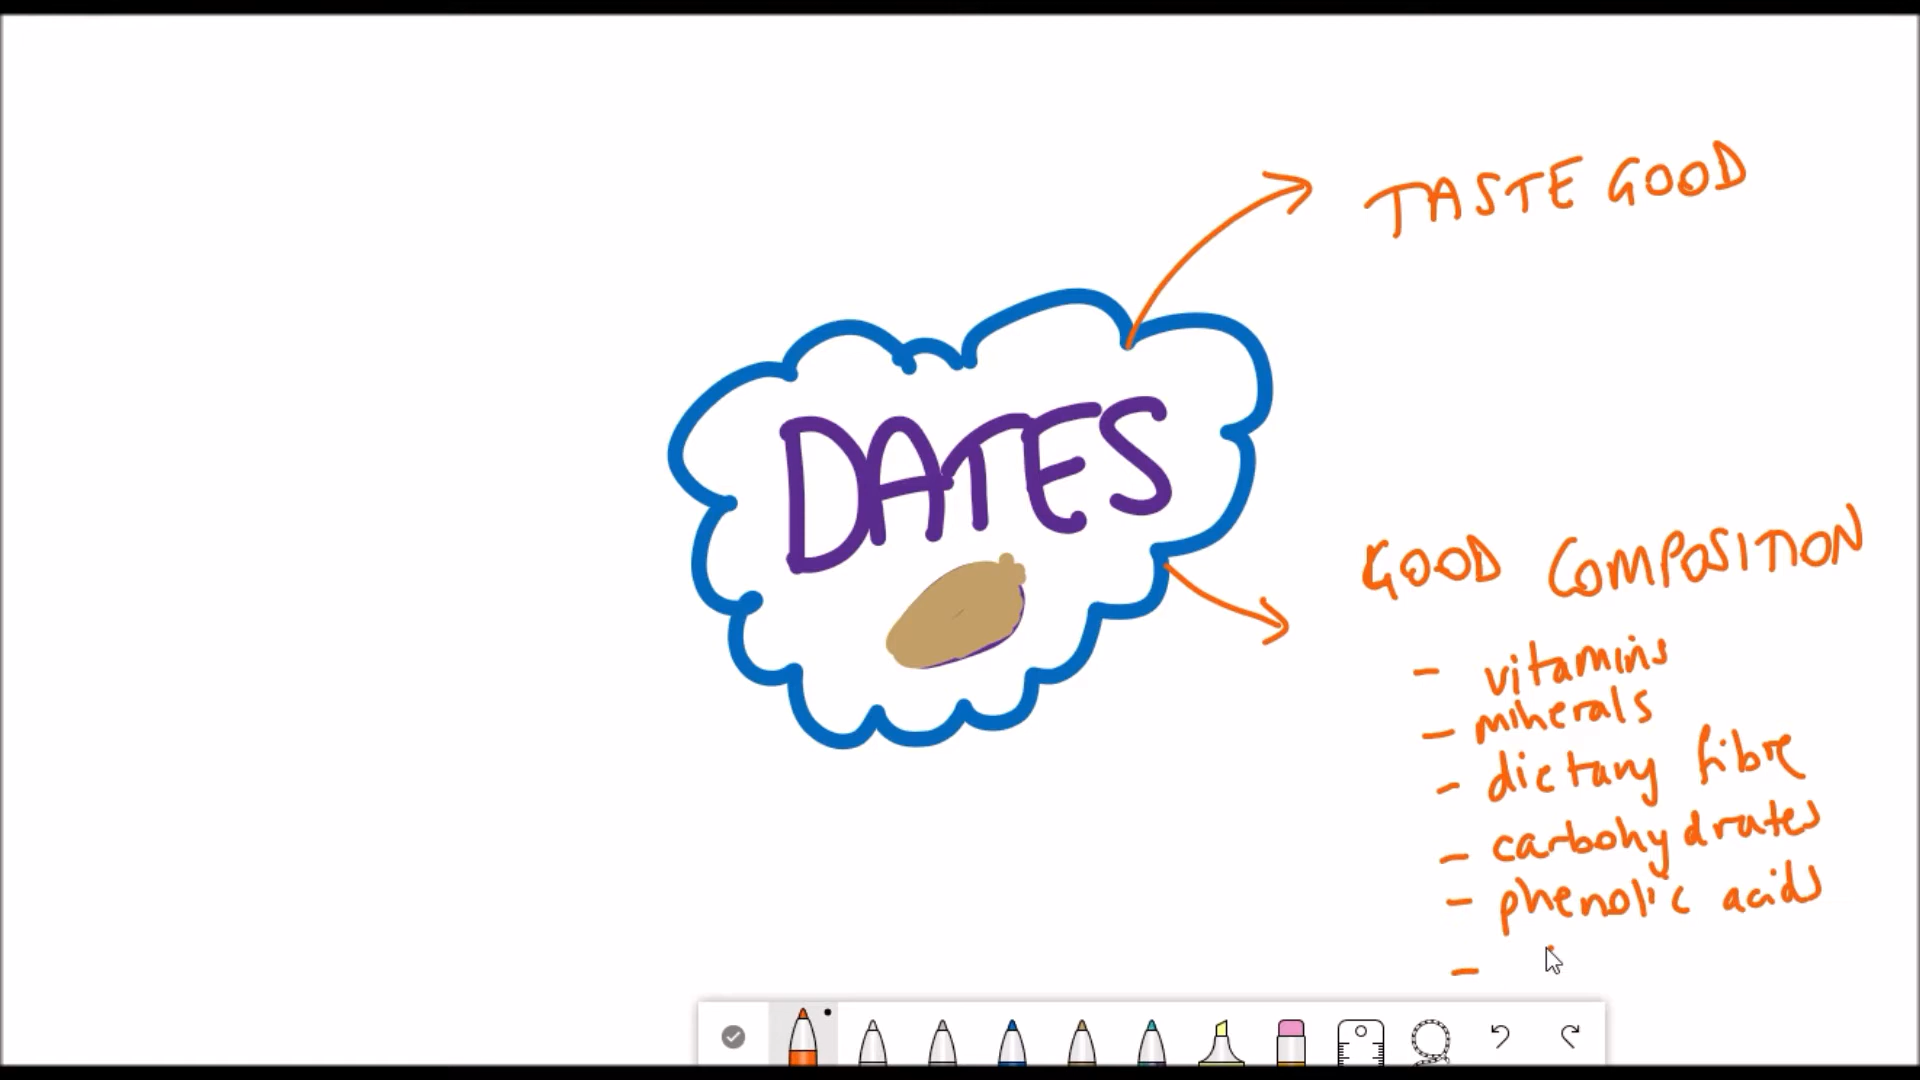 TASTE GOOD
DATES
GOOD COMPOSITION
- vitamins
- minerals
- dietary fibre
- carbohydrates
- phenolic acids
-